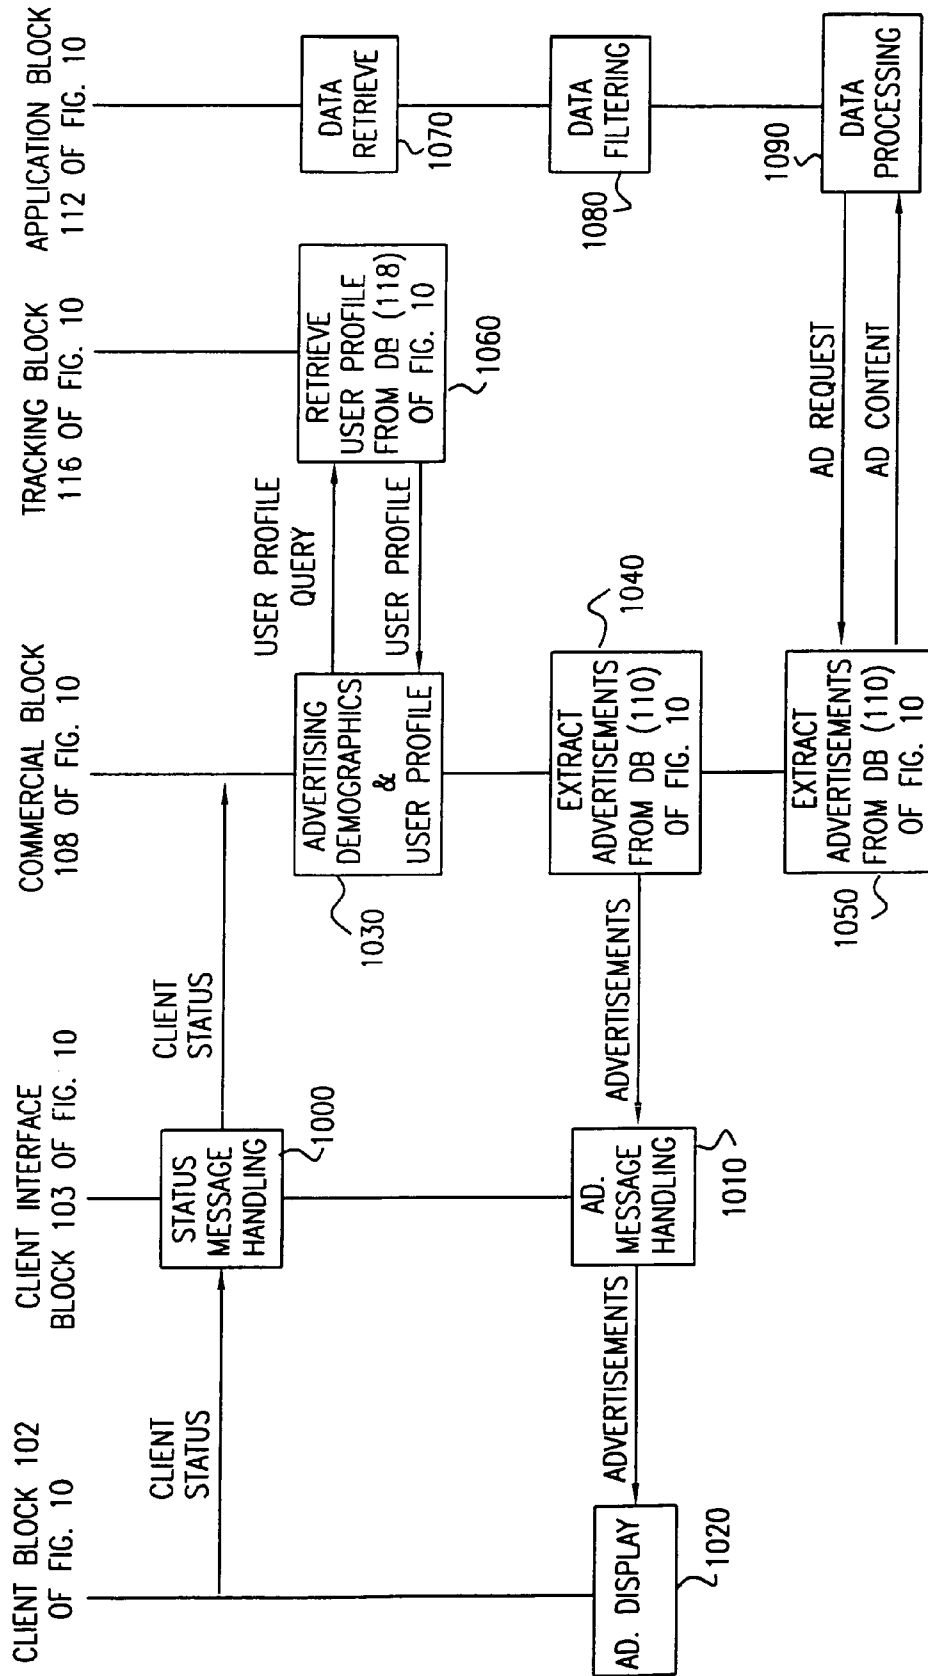 CLIENT BLOCK 102
OF FIG. 10
CLIENT INTERFACE
BLOCK 103 OF FIG. 10
COMMERCIAL BLOCK
108 OF FIG. 10
TRACKING BLOCK
116 OF FIG. 10
APPLICATION BLOCK
112 OF FIG. 10
CLIENT
STATUS
STATUS
MESSAGE
HANDLING
1000
CLIENT
STATUS
ADVERTISING
DEMOGRAPHICS
&
USER PROFILE
1030
USER PROFILE
QUERY
USER PROFILE
RETRIEVE
USER PROFILE
FROM DB (118)
OF FIG. 10
1060
DATA
RETRIEVE
1070
AD. DISPLAY
1020
ADVERTISEMENTS
AD.
MESSAGE
HANDLING
1010
ADVERTISEMENTS
EXTRACT
ADVERTISEMENTS
FROM DB (110)
OF FIG. 10
1040
DATA
FILTERING
1080
EXTRACT
ADVERTISEMENTS
FROM DB (110)
OF FIG. 10
1050
AD REQUEST
AD CONTENT
DATA
PROCESSING
1090